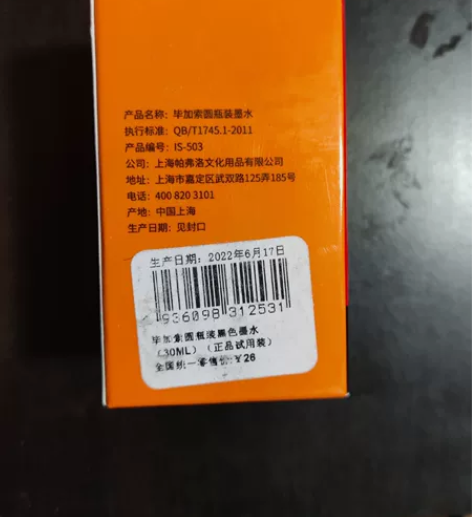 产品名称：毕加索圆瓶装墨水
执行标准：QB/T1745.1-2011
产品编号：IS-503
公司：上海帕弗洛文化用品有限公司
地址：上海市嘉定区武双路125弄185号
电话：400 820 3101
产地：中国上海
生产日期：见封口
生产日期：2022年6月17日
936098 312531
毕加索圆瓶装黑色墨水
（30ML）（正品试用装）
全国统一零售价:￥26